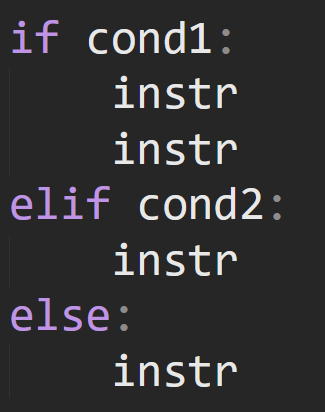 if cond1:
    instr
    instr
elif cond2:
    instr
else:
    instr